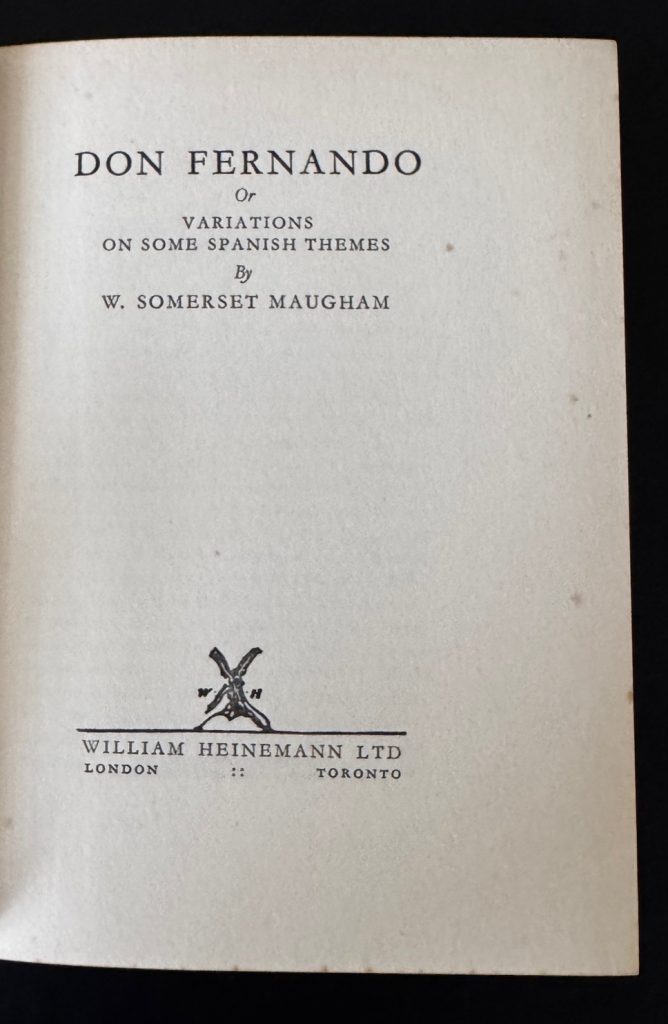 DON FERNANDO
Or
VARIATIONS
ON SOME SPANISH THEMES
By
W. SOMERSET MAUGHAM
W H
WILLIAM HEINEMANN LTD
LONDON :: TORONTO